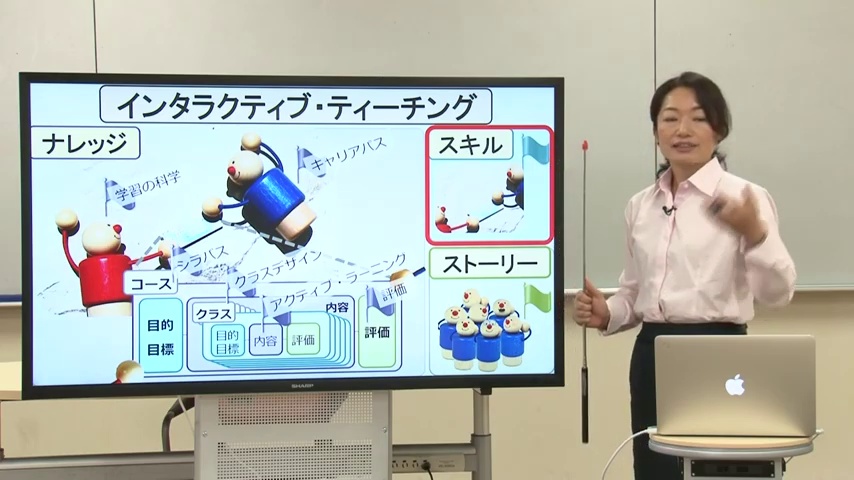 インタラクティブ・ティーチング
ナレッジ
スキル
キャリアパス
学習の科学
シラバス
クラスデザイン
アクティブ・ラーニング
評価
ストーリー
コース
目的
目標
クラス
目的
目標
内容
評価
内容
評価
SHARP